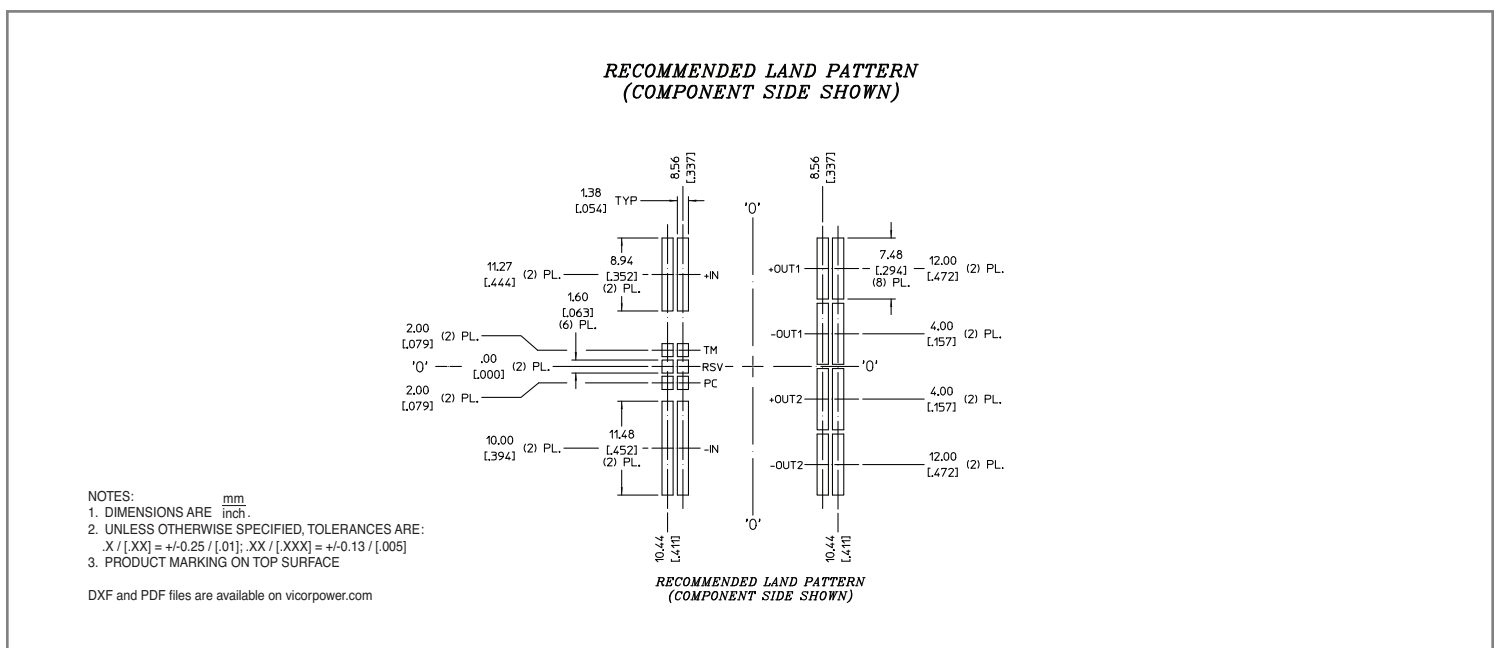 RECOMMENDED LAND PATTERN
(COMPONENT SIDE SHOWN)
8.56
[.337]
8.56
[.337]
1.38
[.054]
TYP
'0'
11.27
[.444]
(2) PL.
8.94
[.352]
(2) PL.
+IN
+OUT1
7.48
[.294]
(8) PL.
12.00
[.472]
(2) PL.
1.60
[.063]
(6) PL.
2.00
[.079]
(2) PL.
TM
-OUT1
4.00
[.157]
(2) PL.
'0'
.00
[.000]
(2) PL.
RSV
'0'
2.00
[.079]
(2) PL.
PC
+OUT2
4.00
[.157]
(2) PL.
10.00
[.394]
(2) PL.
11.48
[.452]
(2) PL.
-IN
-OUT2
12.00
[.472]
(2) PL.
'0'
10.44
[.411]
10.44
[.411]
RECOMMENDED LAND PATTERN
(COMPONENT SIDE SHOWN)
NOTES:
1. DIMENSIONS ARE mm
inch.
2. UNLESS OTHERWISE SPECIFIED, TOLERANCES ARE:
.X / [.XX] = +/-0.25 / [.01]; .XX / [.XXX] = +/-0.13 / [.005]
3. PRODUCT MARKING ON TOP SURFACE
DXF and PDF files are available on vicorpower.com